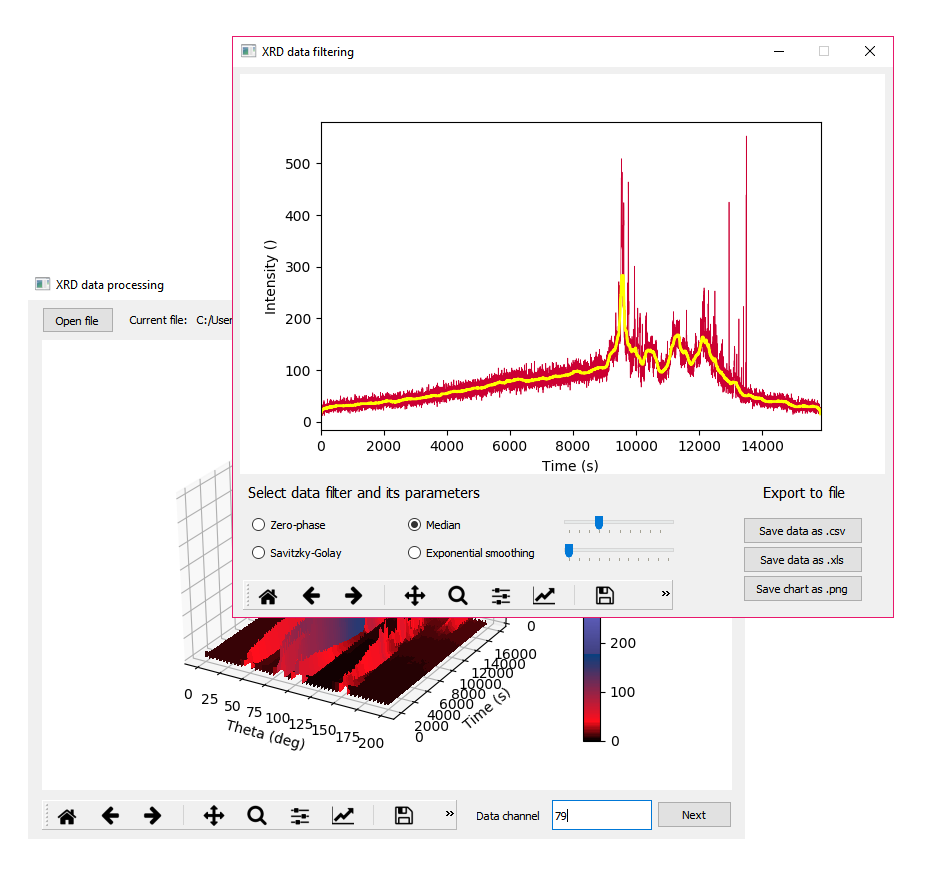 XRD data filtering
500
400
300
200
100
0
Intensity ()
0 2000 4000 6000 8000 10000 12000 14000
Time (s)
Select data filter and its parameters
Export to file
Zero-phase
Median
Savitzky-Golay
Exponential smoothing
Save data as .csv
Save data as .xls
Save chart as .png
»
XRD data processing
Open file Current file: C:/User
0 25 50 75 100 125 150 175 200
Theta (deg)
0 2000 4000 6000 8000 10000 12000 14000 16000
Time (s)
0
200
100
0
»
Data channel 79 Next